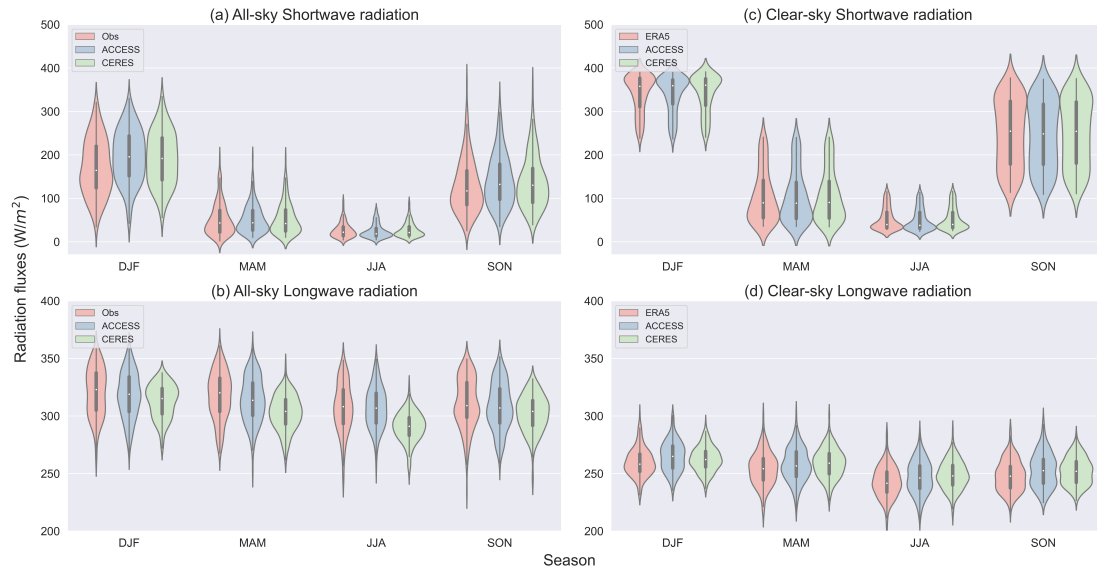 (a) All-sky Shortwave radiation
500
400
300
200
100
0
Obs
ACCESS
CERES
DJF
MAM
JJA
SON
(c) Clear-sky Shortwave radiation
500
400
300
200
100
0
ERA5
ACCESS
CERES
DJF
MAM
JJA
SON
Radiation fluxes (W/m²)
(b) All-sky Longwave radiation
400
350
300
250
200
Obs
ACCESS
CERES
DJF
MAM
JJA
SON
(d) Clear-sky Longwave radiation
400
350
300
250
200
ERA5
ACCESS
CERES
DJF
MAM
JJA
SON
Season